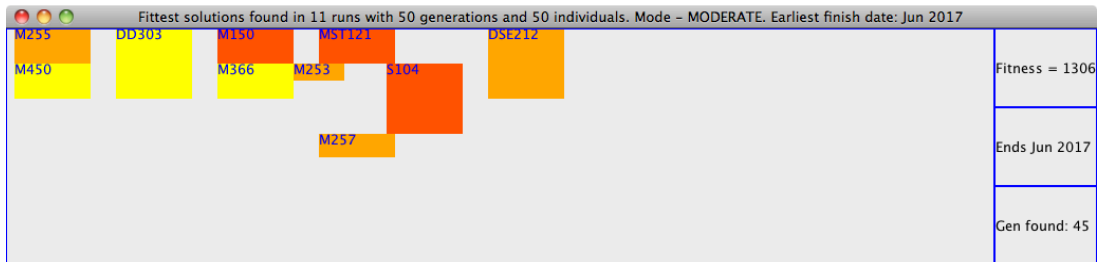 Fittest solutions found in 11 runs with 50 generations and 50 individuals. Mode - MODERATE. Earliest finish date: Jun 2017
M255 DD303 M150 MST121 DSE212
M450 M366 M253 S104
M257
Fitness = 1306
Ends Jun 2017
Gen found: 45